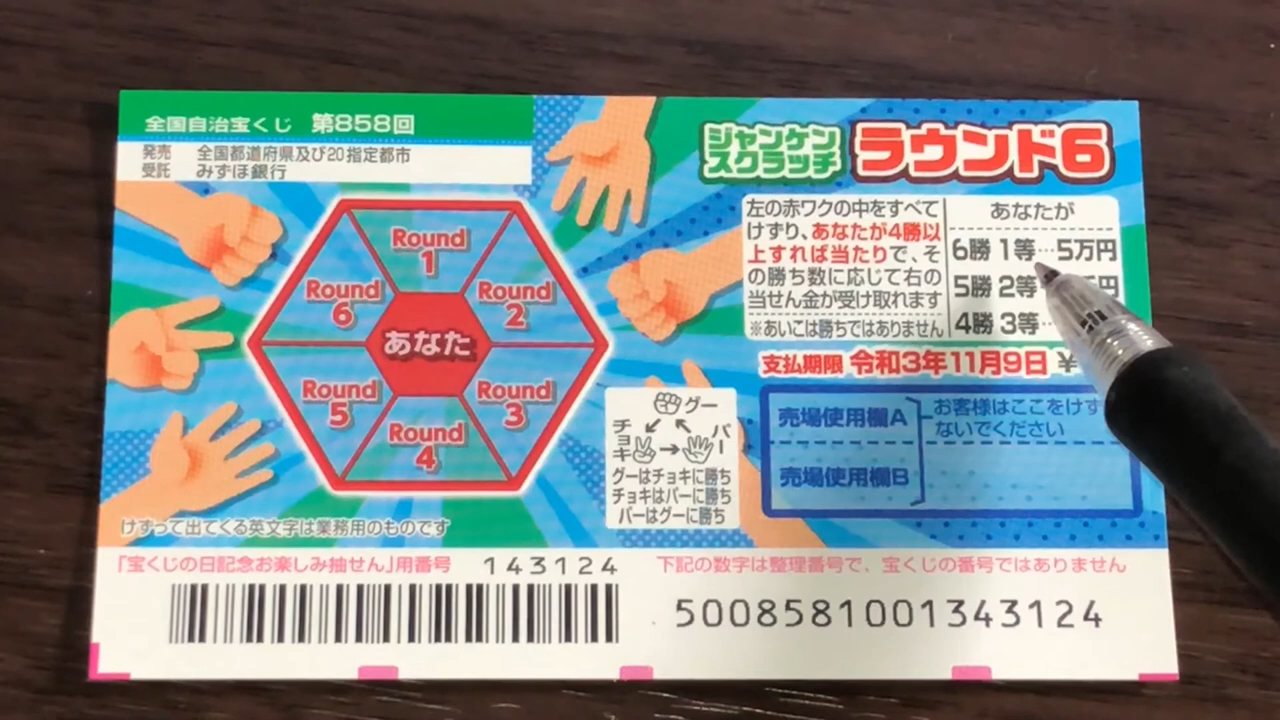 全国自治宝くじ 第858回
発売 全国都道府県及び20指定都市
受託 みずほ銀行
ジャンケン
スクラッチ
ラウンド6
Round
1
Round
2
Round
3
Round
4
Round
5
Round
6
あなた
左の赤ワクの中をすべて
けずり、あなたが4勝以
上すれば当たりで、そ
の勝ち数に応じて右の
当せん金が受け取れます
※あいこは勝ちではありません
あなたが
6勝 1等…5万円
5勝 2等 円
4勝 3等…
支払期限 令和3年11月9日 ¥
グー
チョキ
パー
グーはチョキに勝ち
チョキはパーに勝ち
パーはグーに勝ち
売場使用欄A
売場使用欄B
お客様はここをけず
ないでください
けずって出てくる英文字は業務用のものです
「宝くじの日記念お楽しみ抽せん」用番号 143124
下記の数字は整理番号で、宝くじの番号ではありません
5008581001343124